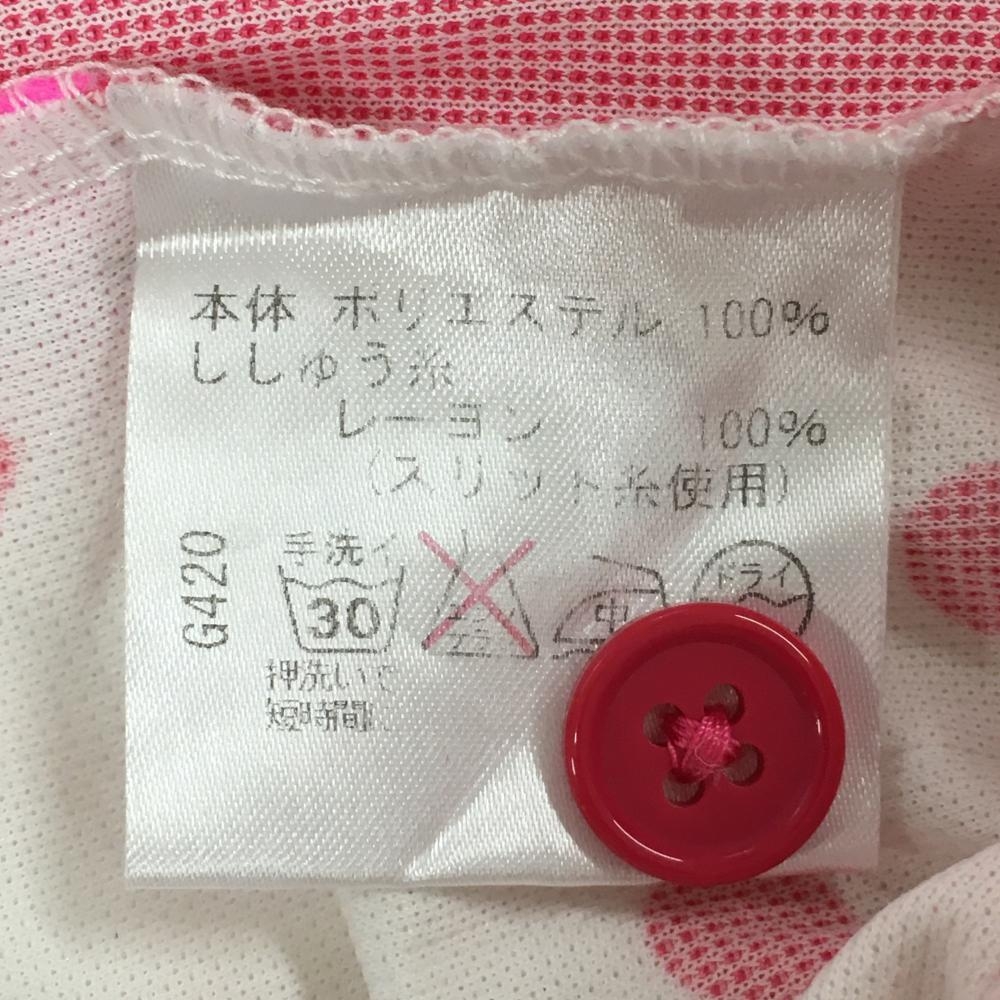 本体 ポリエステル 100%
ししゅう糸
レーヨン 100%
(スリット糸使用)
G420
手洗イ
30
中
ドライ
押洗いで
短時間に